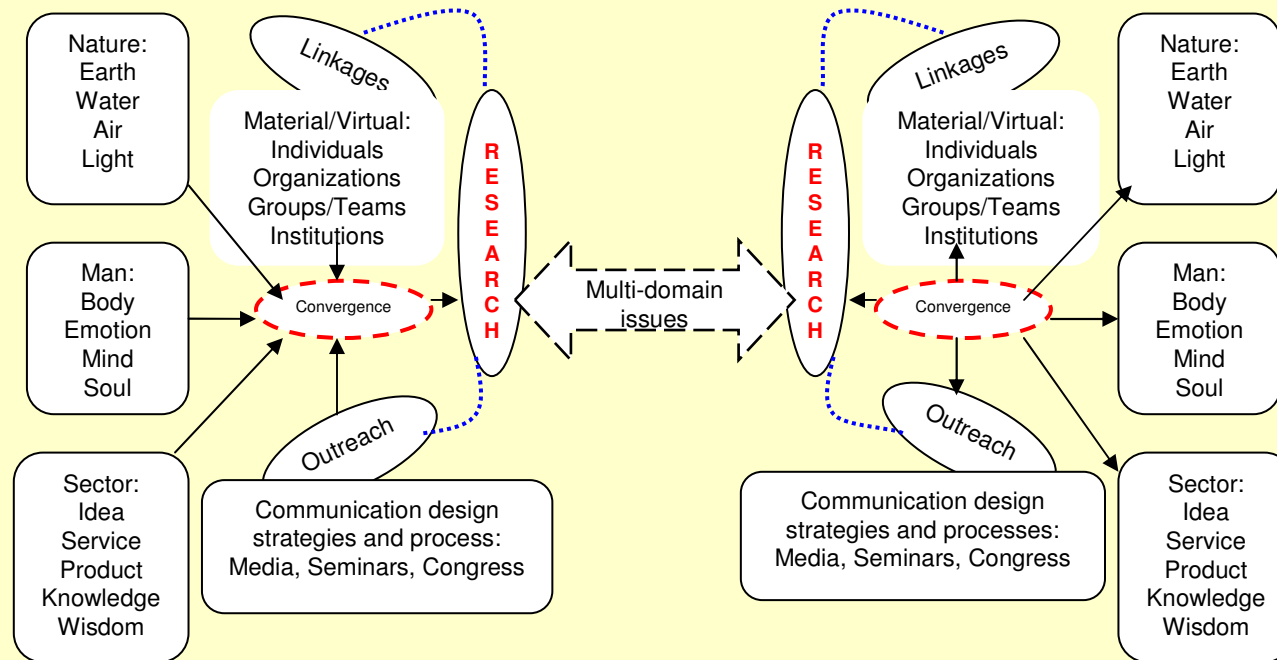 Nature:
Earth
Water
Air
Light
Linkages
Material/Virtual:
Individuals
Organizations
Groups/Teams
Institutions
RESEARCH
Man:
Body
Emotion
Mind
Soul
Convergence
Outreach
Sector:
Idea
Service
Product
Knowledge
Wisdom
Communication design
strategies and process:
Media, Seminars, Congress
Multi-domain
issues
RESEARCH
Linkages
Material/Virtual:
Individuals
Organizations
Groups/Teams
Institutions
Convergence
Outreach
Communication design
strategies and processes:
Media, Seminars, Congress
Nature:
Earth
Water
Air
Light
Man:
Body
Emotion
Mind
Soul
Sector:
Idea
Service
Product
Knowledge
Wisdom